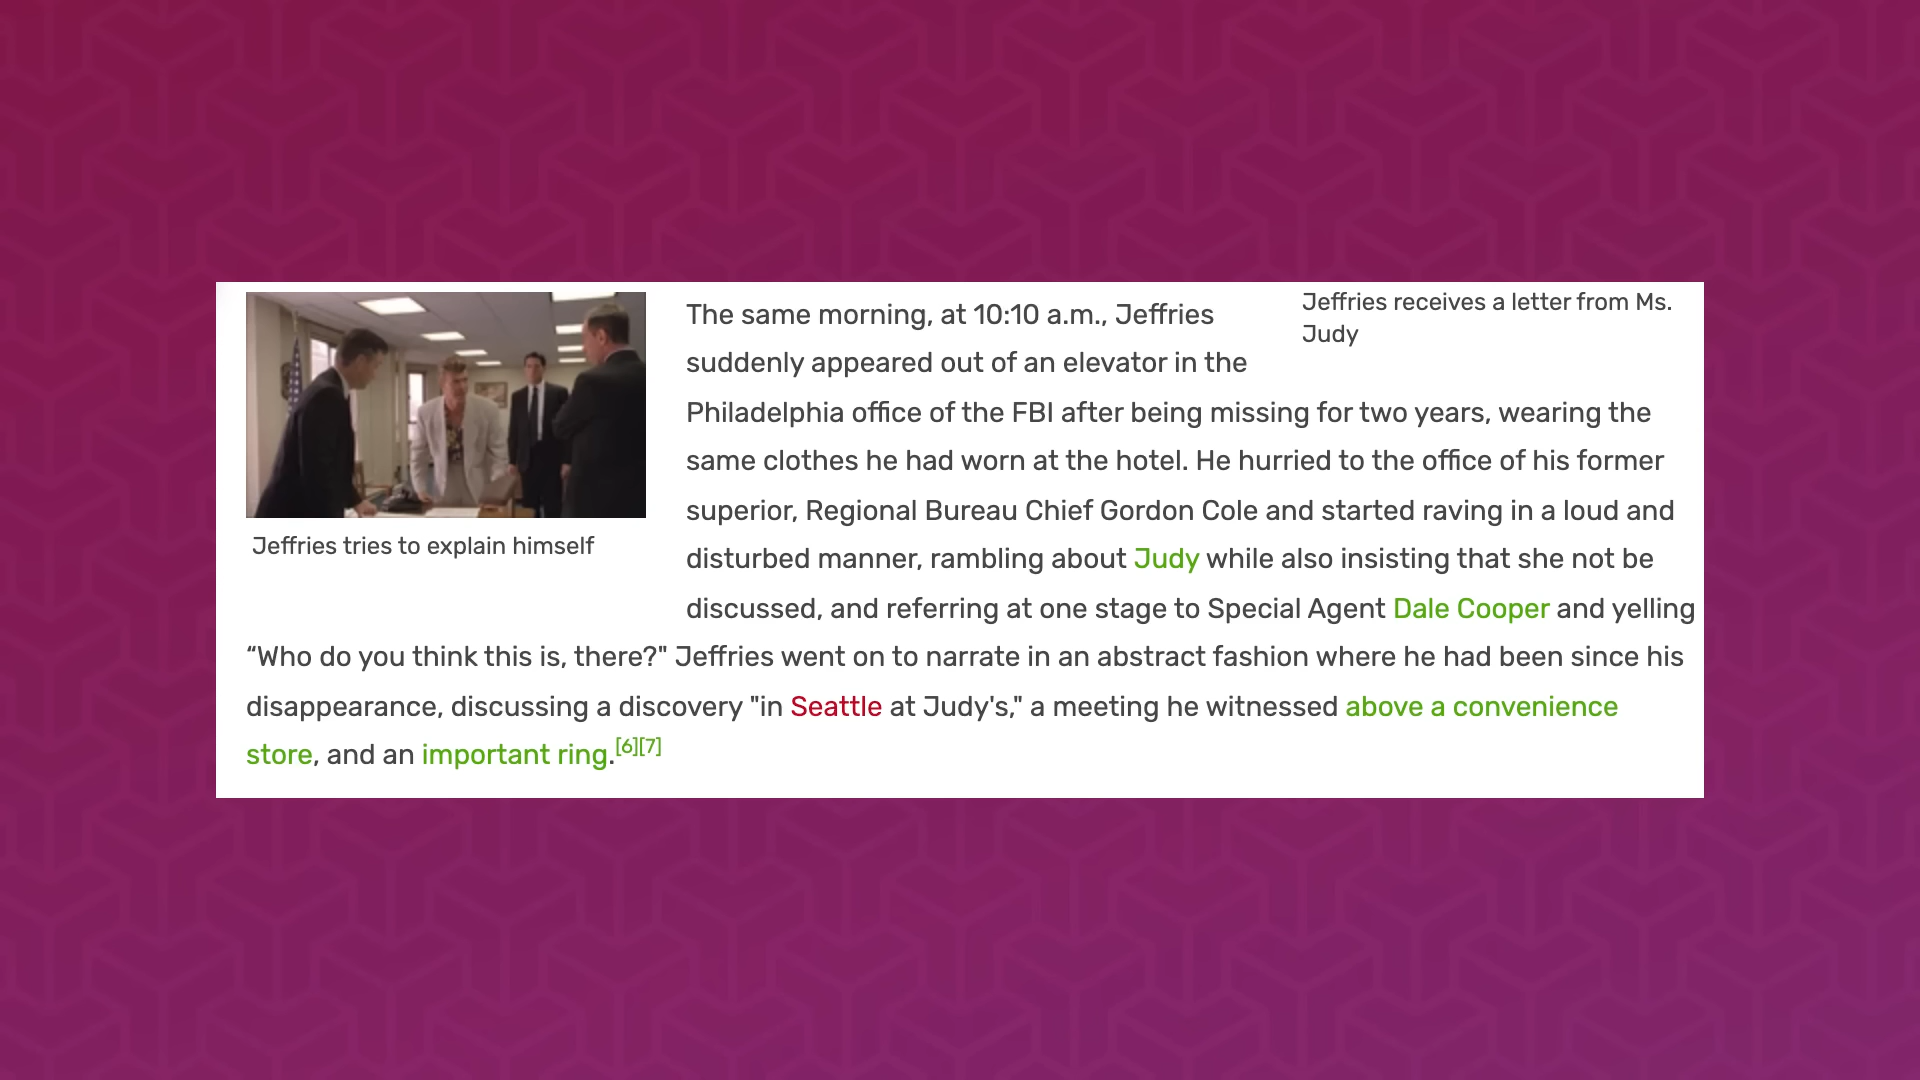 Jeffries receives a letter from Ms.
Judy
The same morning, at 10:10 a.m., Jeffries
suddenly appeared out of an elevator in the
Philadelphia office of the FBI after being missing for two years, wearing the
same clothes he had worn at the hotel. He hurried to the office of his former
superior, Regional Bureau Chief Gordon Cole and started raving in a loud and
disturbed manner, rambling about Judy while also insisting that she not be
discussed, and referring at one stage to Special Agent Dale Cooper and yelling
“Who do you think this is, there?" Jeffries went on to narrate in an abstract fashion where he had been since his
disappearance, discussing a discovery "in Seattle at Judy's," a meeting he witnessed above a convenience
store, and an important ring.[6][7]
Jeffries tries to explain himself